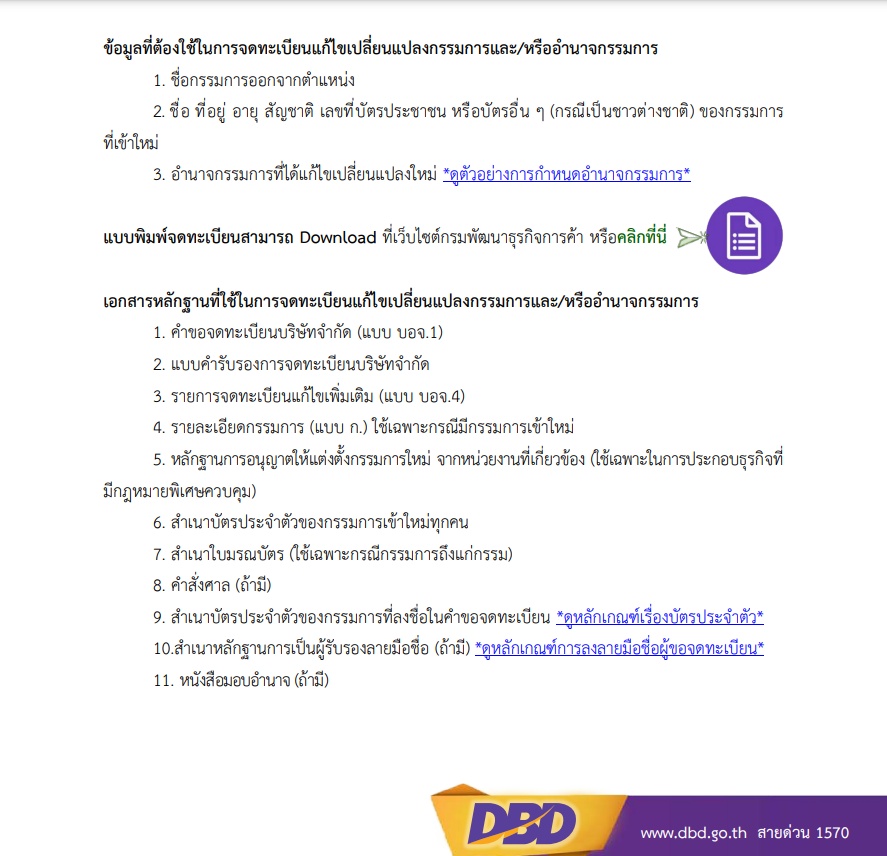 ข้อมูลที่ต้องใช้ในการจดทะเบียนแก้ไขเปลี่ยนแปลงกรรมการและ/หรืออำนาจกรรมการ
1. ชื่อกรรมการออกจากตำแหน่ง
2. ชื่อ ที่อยู่ อายุ สัญชาติ เลขที่บัตรประชาชน หรือบัตรอื่น ๆ (กรณีเป็นชาวต่างชาติ) ของกรรมการ
ที่เข้าใหม่
3. อำนาจกรรมการที่ได้แก้ไขเปลี่ยนแปลงใหม่ *ดูตัวอย่างการกำหนดอำนาจกรรมการ*
แบบพิมพ์จดทะเบียนสามารถ Download ที่เว็บไซต์กรมพัฒนาธุรกิจการค้า หรือคลิกที่นี่
เอกสารหลักฐานที่ใช้ในการจดทะเบียนแก้ไขเปลี่ยนแปลงกรรมการและ/หรืออำนาจกรรมการ
1. คำขอจดทะเบียนบริษัทจำกัด (แบบ บอจ.1)
2. แบบคำรับรองการจดทะเบียนบริษัทจำกัด
3. รายการจดทะเบียนแก้ไขเพิ่มเติม (แบบ บอจ.4)
4. รายละเอียดกรรมการ (แบบ ก.) ใช้เฉพาะกรณีมีกรรมการเข้าใหม่
5. หลักฐานการอนุญาตให้แต่งตั้งกรรมการใหม่ จากหน่วยงานที่เกี่ยวข้อง (ใช้เฉพาะในการประกอบธุรกิจที่
มีกฎหมายพิเศษควบคุม)
6. สำเนาบัตรประจำตัวของกรรมการเข้าใหม่ทุกคน
7. สำเนาใบมรณบัตร (ใช้เฉพาะกรณีกรรมการถึงแก่กรรม)
8. คำสั่งศาล (ถ้ามี)
9. สำเนาบัตรประจำตัวของกรรมการที่ลงชื่อในคำขอจดทะเบียน *ดูหลักเกณฑ์เรื่องบัตรประจำตัว*
10.สำเนาหลักฐานการเป็นผู้รับรองลายมือชื่อ (ถ้ามี) *ดูหลักเกณฑ์การลงลายมือชื่อผู้ขอจดทะเบียน*
11. หนังสือมอบอำนาจ (ถ้ามี)
DBD www.dbd.go.th สายด่วน 1570